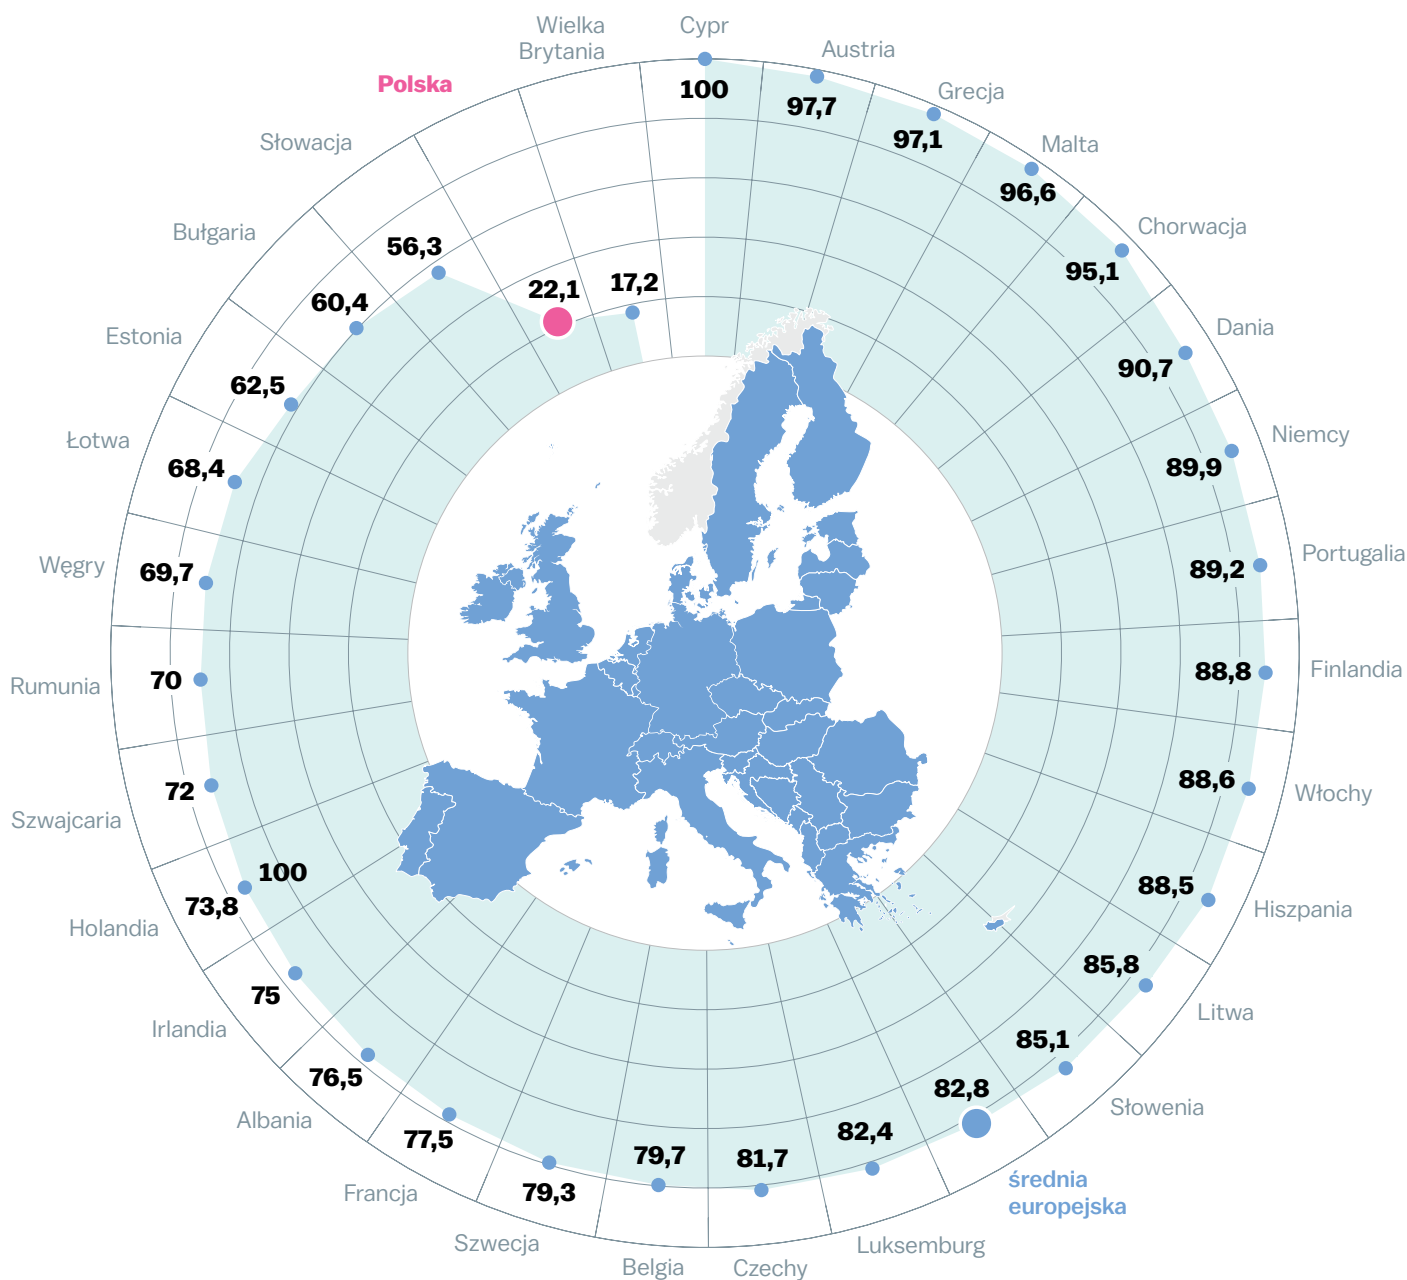 Cypr
100
Austria
97,7
Grecja
97,1
Malta
96,6
Chorwacja
95,1
Dania
90,7
Niemcy
89,9
Portugalia
89,2
Finlandia
88,8
Włochy
88,6
Hiszpania
88,5
Litwa
85,8
Słowenia
85,1
średnia
europejska
82,8
Luksemburg
82,4
Czechy
81,7
Belgia
79,7
Szwecja
79,3
Francja
77,5
Albania
76,5
Irlandia
75
Holandia
73,8
100
Szwajcaria
72
Rumunia
70
Węgry
69,7
Łotwa
68,4
Estonia
62,5
Bułgaria
60,4
Słowacja
56,3
Polska
22,1
Wielka
Brytania
17,2